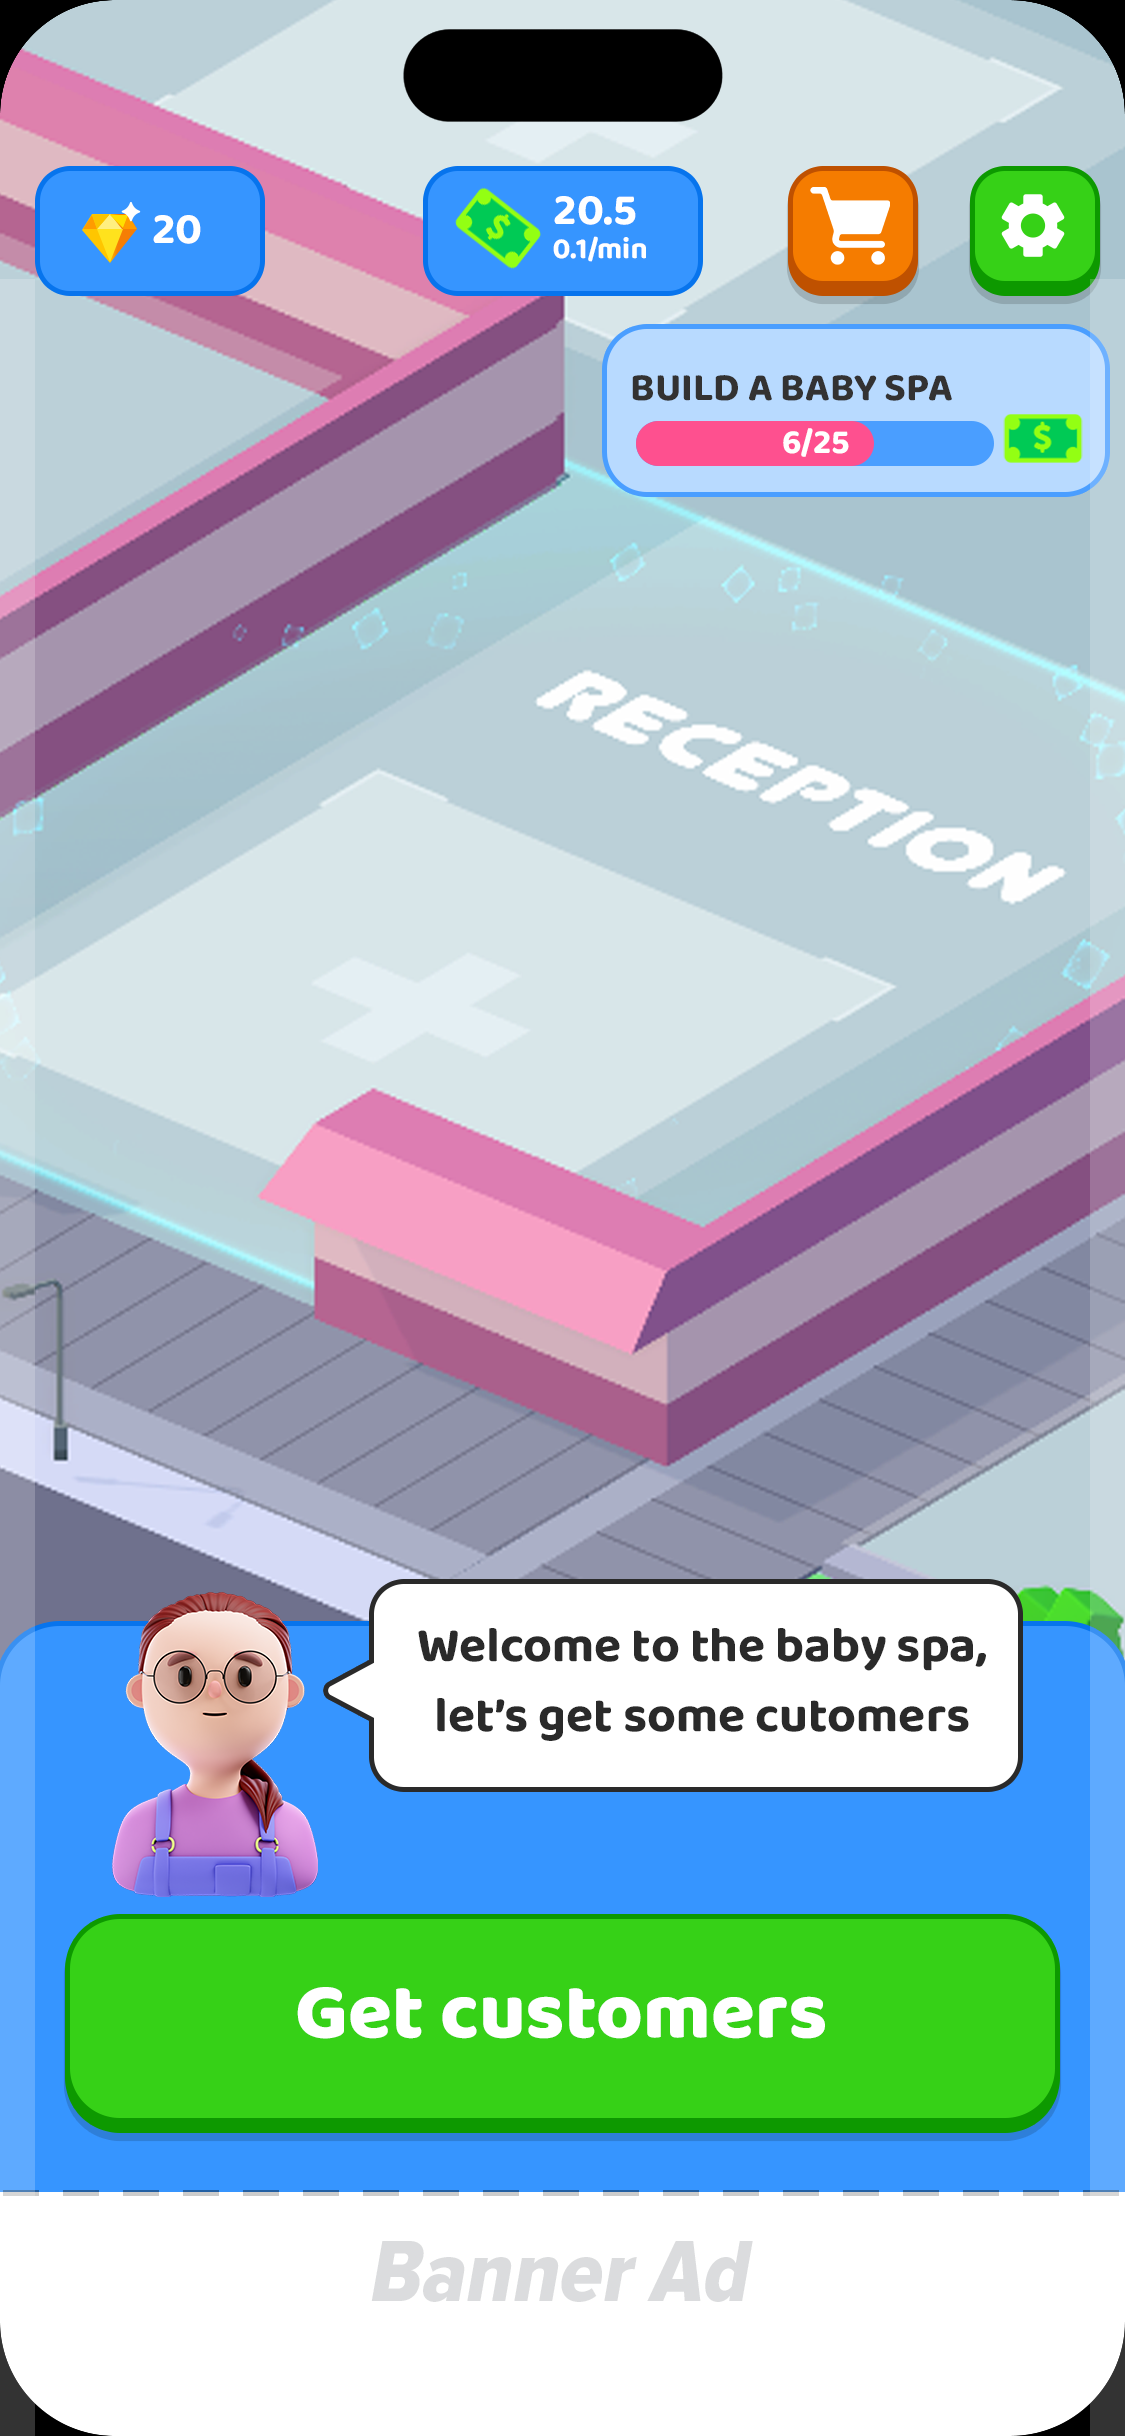 20
20.5
0.1/min
BUILD A BABY SPA
6/25
RECEPTION
Welcome to the baby spa,
let's get some cutomers
Get customers
Banner Ad